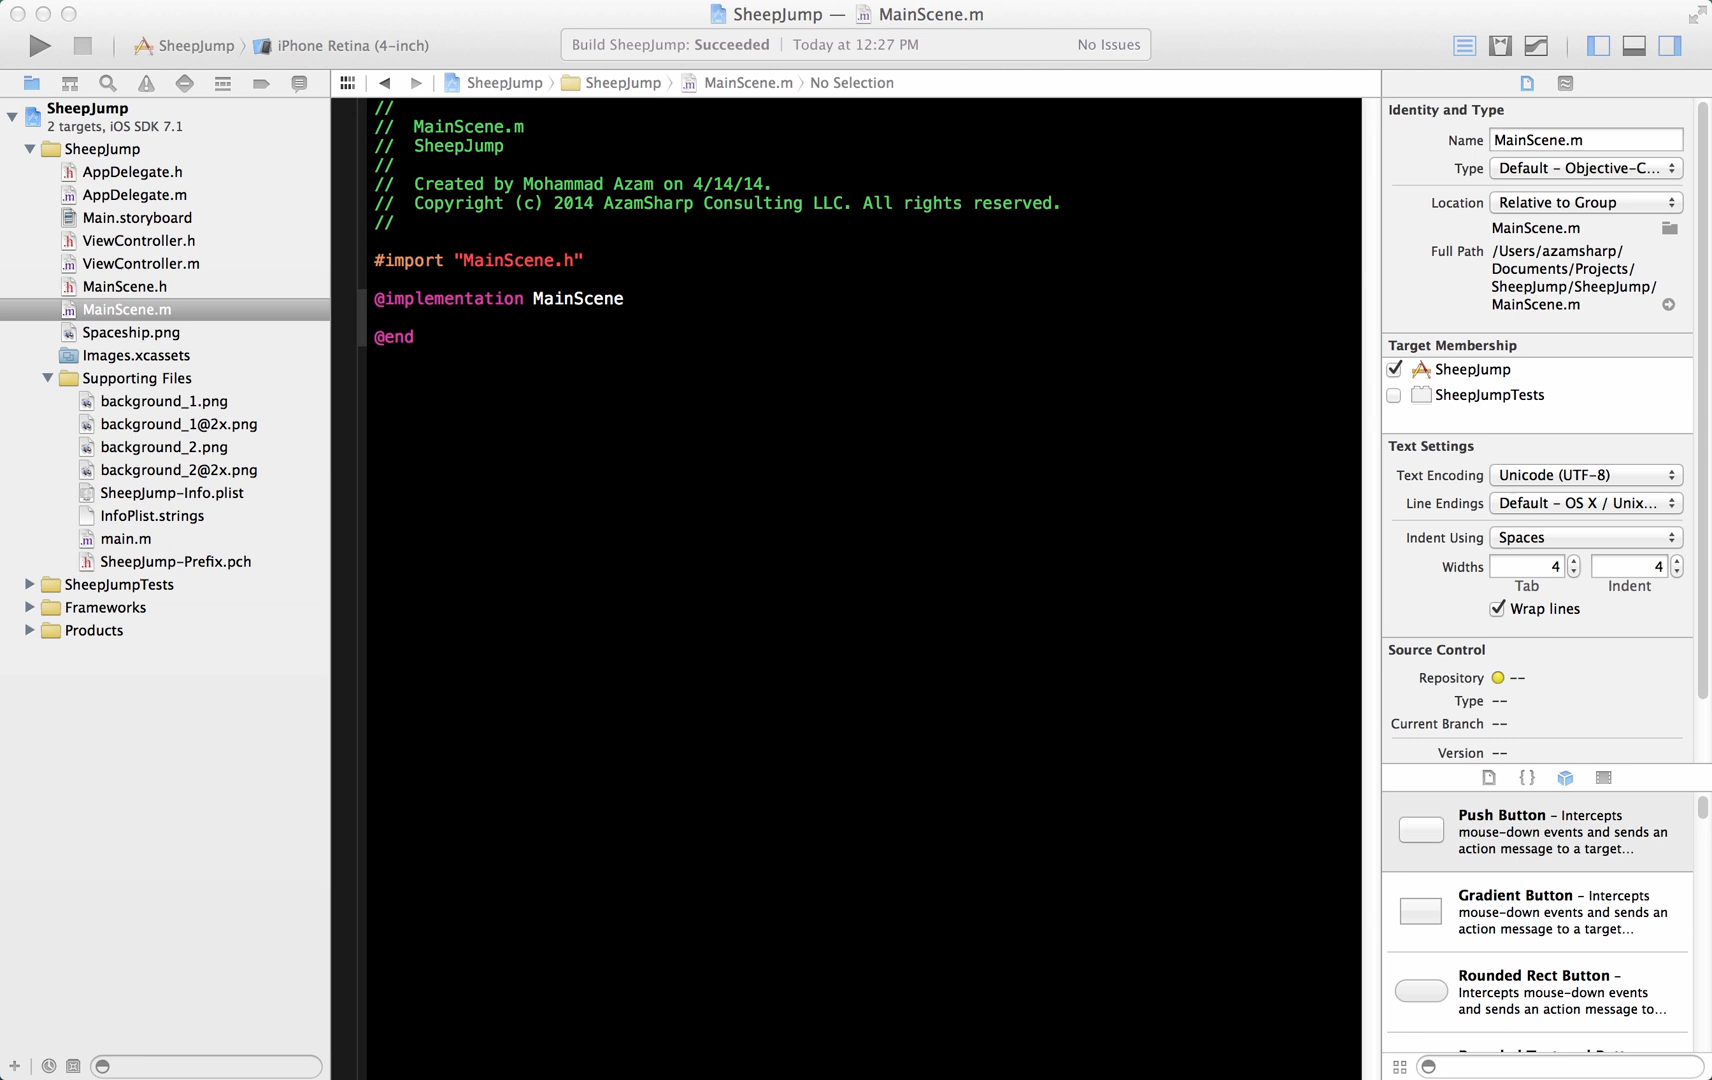 SheepJump — MainScene.m
SheepJump 〉 iPhone Retina (4-inch)
Build SheepJump: Succeeded | Today at 12:27 PM
No Issues
SheepJump 〉 SheepJump 〉 MainScene.m 〉 No Selection
SheepJump
2 targets, iOS SDK 7.1
SheepJump
AppDelegate.h
AppDelegate.m
Main.storyboard
ViewController.h
ViewController.m
MainScene.h
MainScene.m
Spaceship.png
Images.xcassets
Supporting Files
background_1.png
background_1@2x.png
background_2.png
background_2@2x.png
SheepJump-Info.plist
InfoPlist.strings
main.m
SheepJump-Prefix.pch
SheepJumpTests
Frameworks
Products
//
//  MainScene.m
//  SheepJump
//
//  Created by Mohammad Azam on 4/14/14.
//  Copyright (c) 2014 AzamSharp Consulting LLC. All rights reserved.
//
#import "MainScene.h"
@implementation MainScene
@end
Identity and Type
Name MainScene.m
Type Default - Objective-C...
Location Relative to Group
MainScene.m
Full Path /Users/azamsharp/
Documents/Projects/
SheepJump/SheepJump/
MainScene.m
Target Membership
SheepJump
SheepJumpTests
Text Settings
Text Encoding Unicode (UTF-8)
Line Endings Default - OS X / Unix...
Indent Using Spaces
Widths 4 4
Tab Indent
Wrap lines
Source Control
Repository --
Type --
Current Branch --
Version --
Push Button - Intercepts
mouse-down events and sends an
action message to a target...
Gradient Button - Intercepts
mouse-down events and sends an
action message to a target...
Rounded Rect Button -
Intercepts mouse-down events
and sends an action message to...